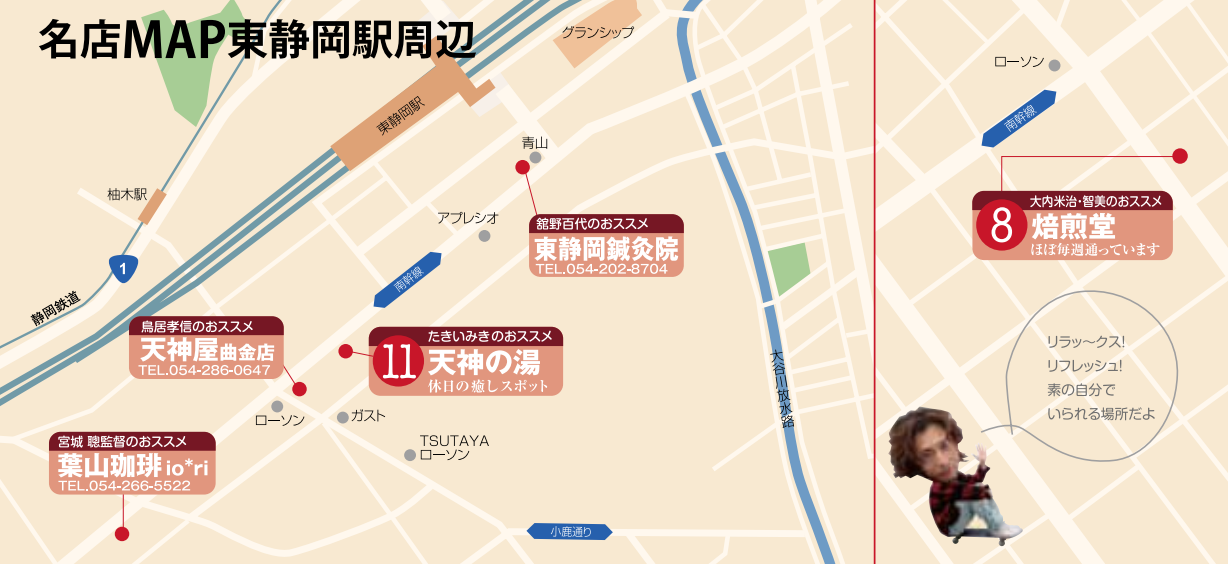 名店MAP東静岡駅周辺
グランシップ
東静岡駅
青山
柚木駅
アプレシオ
舘野百代のおススメ
東静岡鍼灸院
TEL.054-202-8704
1
静岡鉄道
南幹線
鳥居孝信のおススメ
天神屋曲金店
TEL.054-286-0647
11
たきいみきのおススメ
天神の湯
休日の癒しスポット
ローソン
ガスト
TSUTAYA
ローソン
宮城 聰監督のおススメ
葉山珈琲 io*ri
TEL.054-266-5522
小鹿通り
大谷川放水路
ローソン
南幹線
8
大内米治・智美のおススメ
焙煎堂
ほぼ毎週通っています
リラッ〜クス!
リフレッシュ!
素の自分で
いられる場所だよ